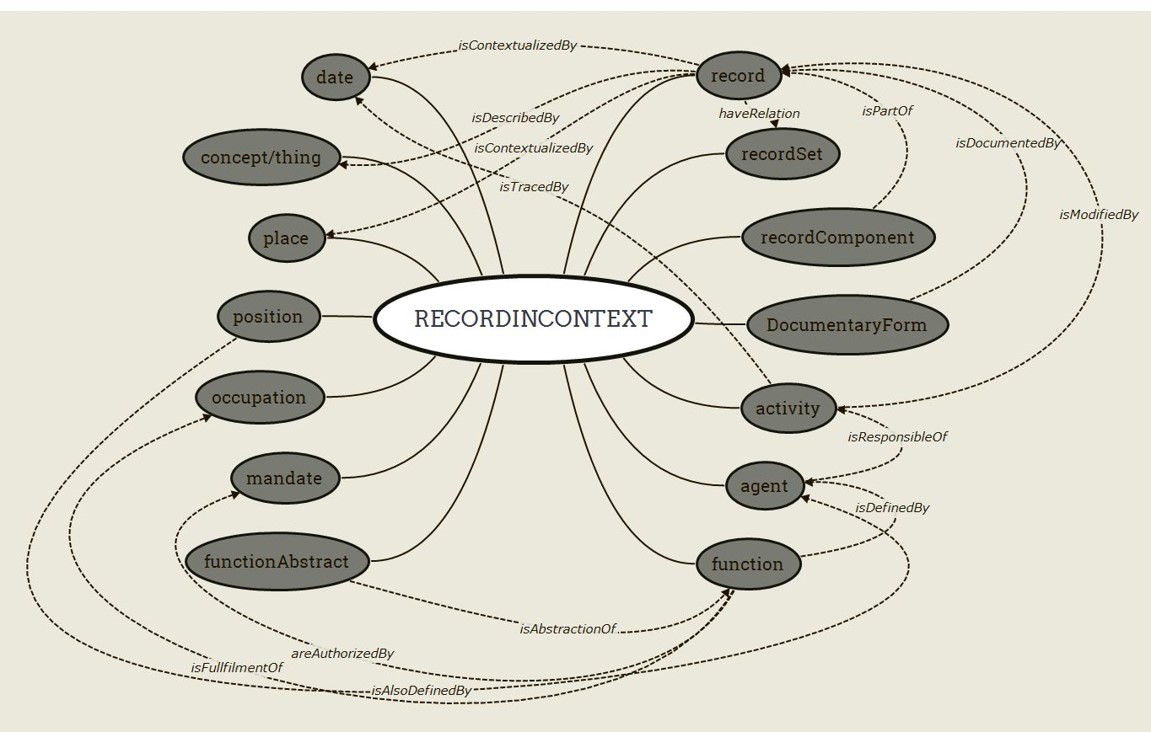 isContextualizedBy
date
record
haveRelation
isPartOf
isDescribedBy
isDocumentedBy
concept/thing
isContextualizedBy
recordSet
isTracedBy
isModifiedBy
place
recordComponent
position
RECORDINCONTEXT
DocumentaryForm
occupation
activity
isResponsibleOf
mandate
agent
isDefinedBy
functionAbstract
function
isAbstractionOf
areAuthorizedBy
isFullfilmentOf
isAlsoDefinedBy